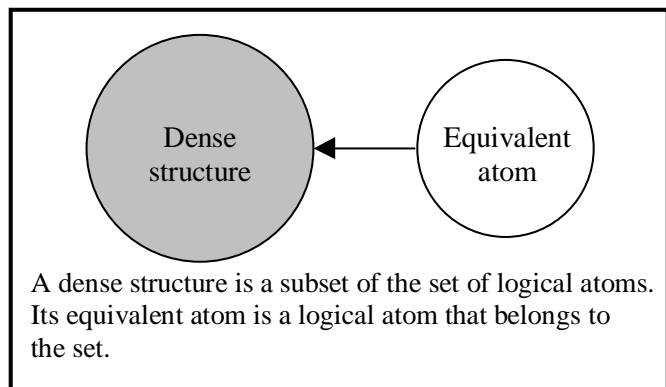 Dense
structure
Equivalent
atom
A dense structure is a subset of the set of logical atoms.
Its equivalent atom is a logical atom that belongs to
the set.